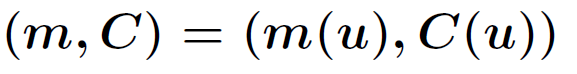 (m, C) = (m(u), C(u))